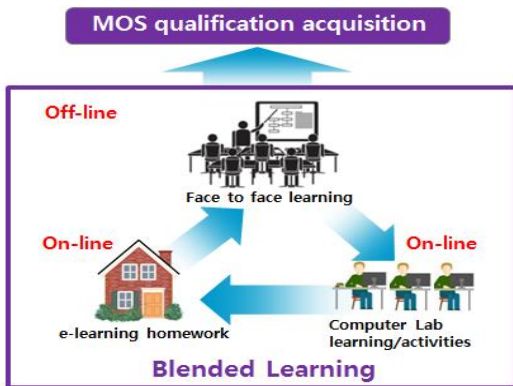 MOS qualification acquisition
Off-line
Face to face learning
On-line
On-line
e-learning homework
Computer Lab
learning/activities
Blended Learning